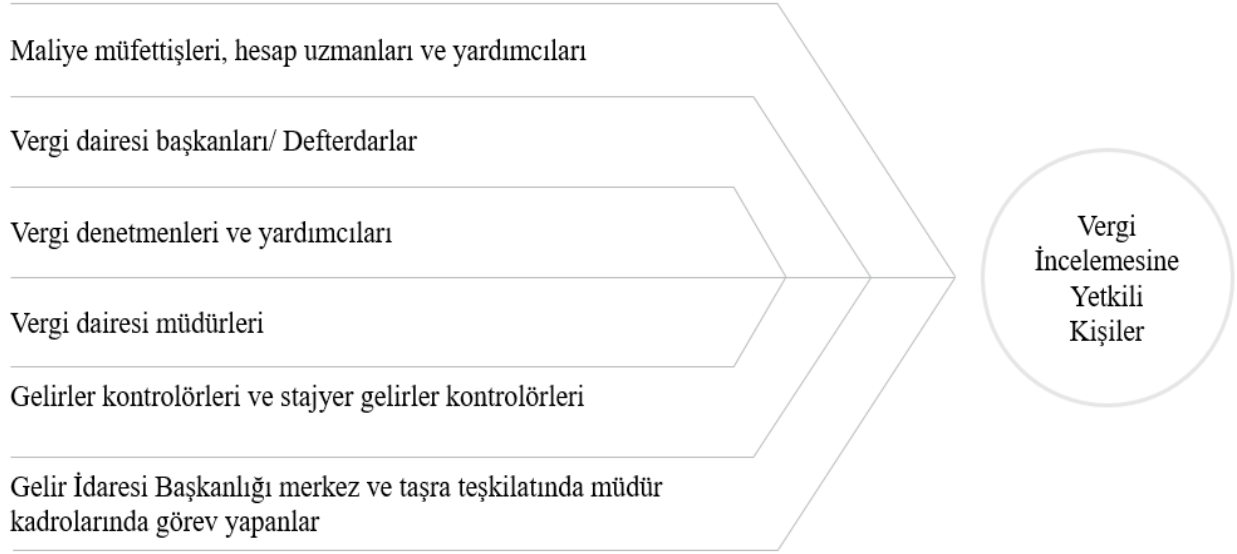 Maliye müfettişleri, hesap uzmanları ve yardımcıları
Vergi dairesi başkanları/ Defterdarlar
Vergi denetmenleri ve yardımcıları
Vergi dairesi müdürleri
Gelirler kontrolörleri ve stajyer gelirler kontrolörleri
Gelir İdaresi Başkanlığı merkez ve taşra teşkilatında müdür
kadrolarında görev yapanlar
Vergi
İncelemesine
Yetkili
Kişiler